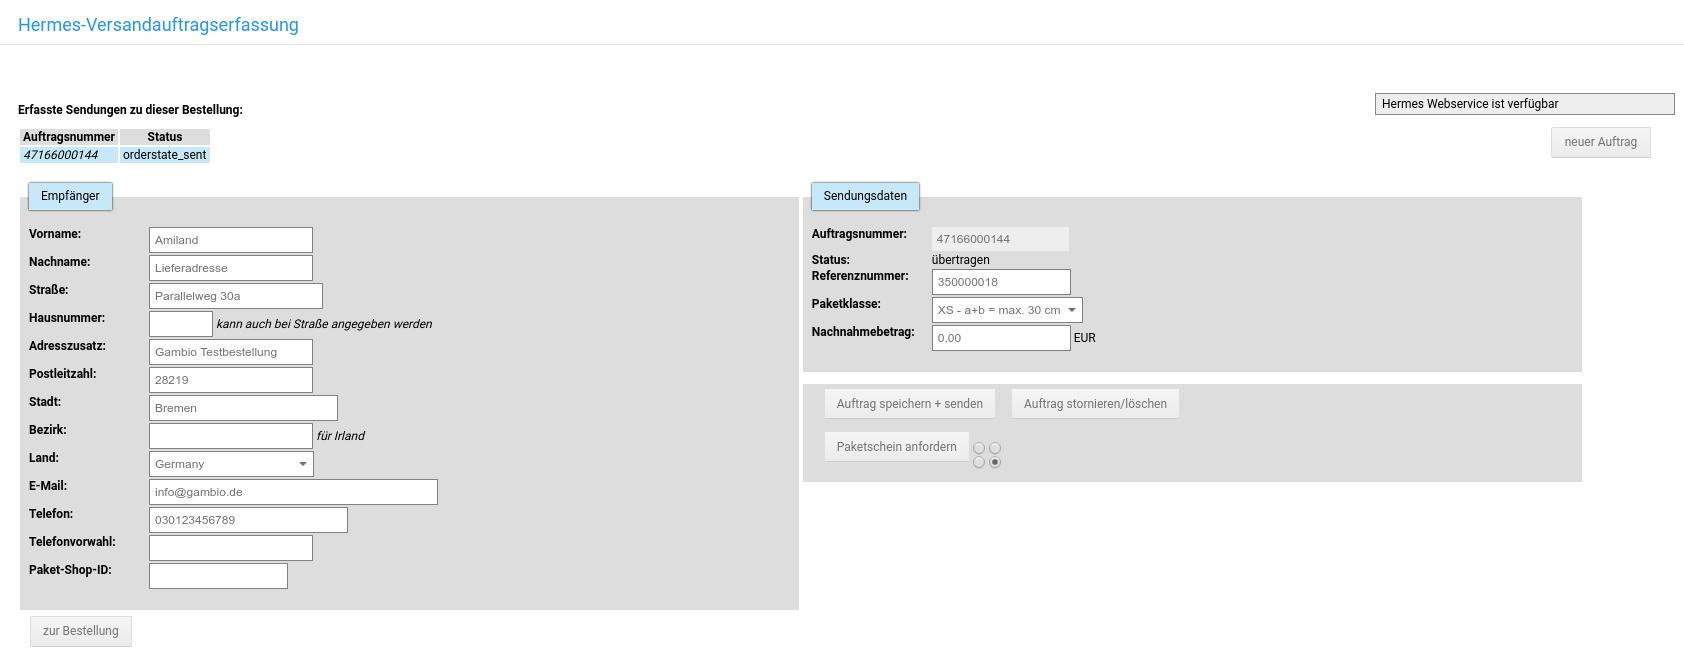 Hermes-Versandauftragserfassung
Hermes Webservice ist verfügbar
Erfasste Sendungen zu dieser Bestellung:
Auftragsnummer Status
47166000144 orderstate_sent
neuer Auftrag
Empfänger
Vorname: Amiland
Nachname: Lieferadresse
Straße: Parallelweg 30a
Hausnummer: kann auch bei Straße angegeben werden
Adresszusatz: Gambio Testbestellung
Postleitzahl: 28219
Stadt: Bremen
Bezirk: für Irland
Land: Germany
E-Mail: info@gambio.de
Telefon: 030123456789
Telefonvorwahl:
Paket-Shop-ID:
zur Bestellung
Sendungsdaten
Auftragsnummer: 47166000144
Status: übertragen
Referenznummer: 350000018
Paketklasse: XS - a+b = max. 30 cm
Nachnahmebetrag: 0.00 EUR
Auftrag speichern + senden Auftrag stornieren/löschen
Paketschein anfordern